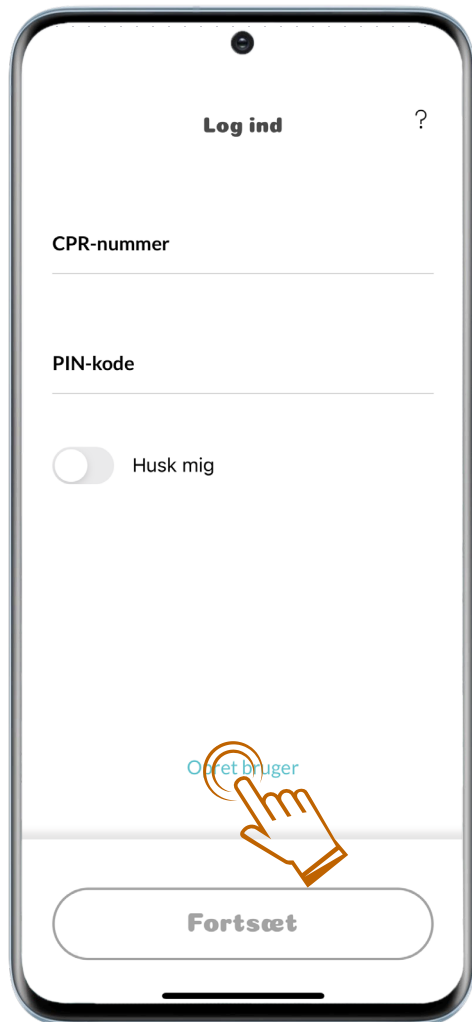 Log ind
?
CPR-nummer
PIN-kode
Husk mig
Opret bruger
Fortsæt